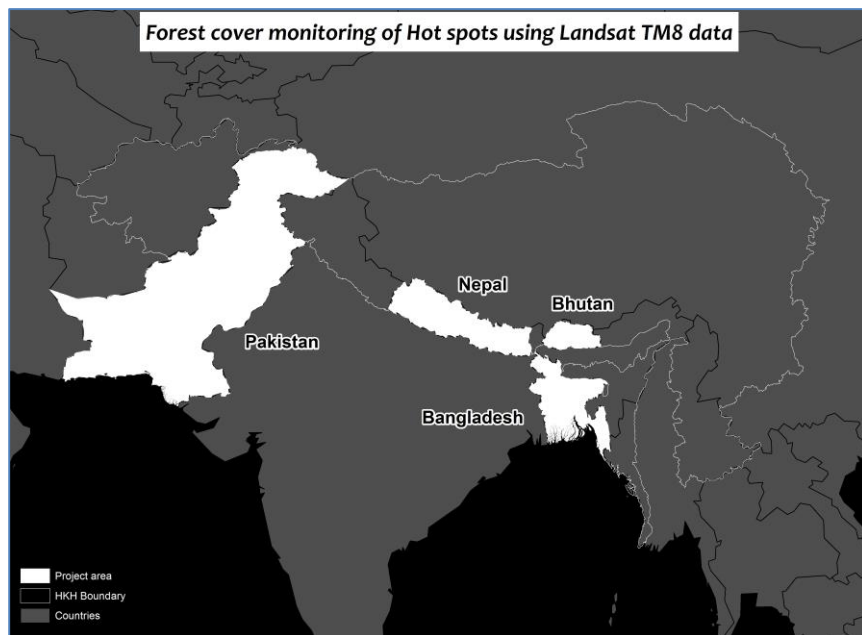 Forest cover monitoring of Hot spots using Landsat TM8 data
Nepal
Bhutan
Pakistan
Bangladesh
Project area
HKH Boundary
Countries